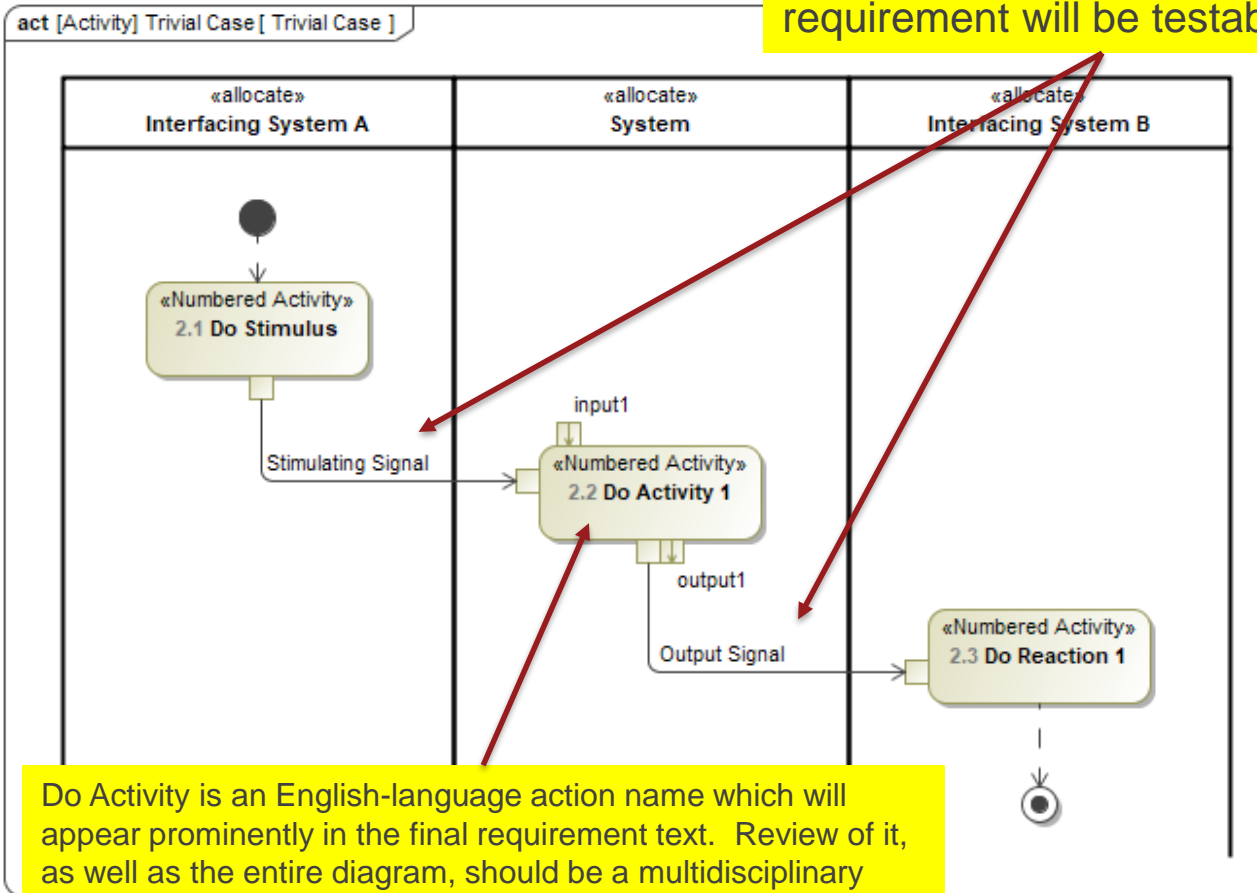 requirement will be testab
act [Activity] Trivial Case [ Trivial Case ]
«allocate»
Interfacing System A
«allocate»
System
«allocate»
Interfacing System B
«Numbered Activity»
2.1 Do Stimulus
input1
Stimulating Signal
«Numbered Activity»
2.2 Do Activity 1
output1
Output Signal
«Numbered Activity»
2.3 Do Reaction 1
Do Activity is an English-language action name which will
appear prominently in the final requirement text.  Review of it,
as well as the entire diagram, should be a multidisciplinary